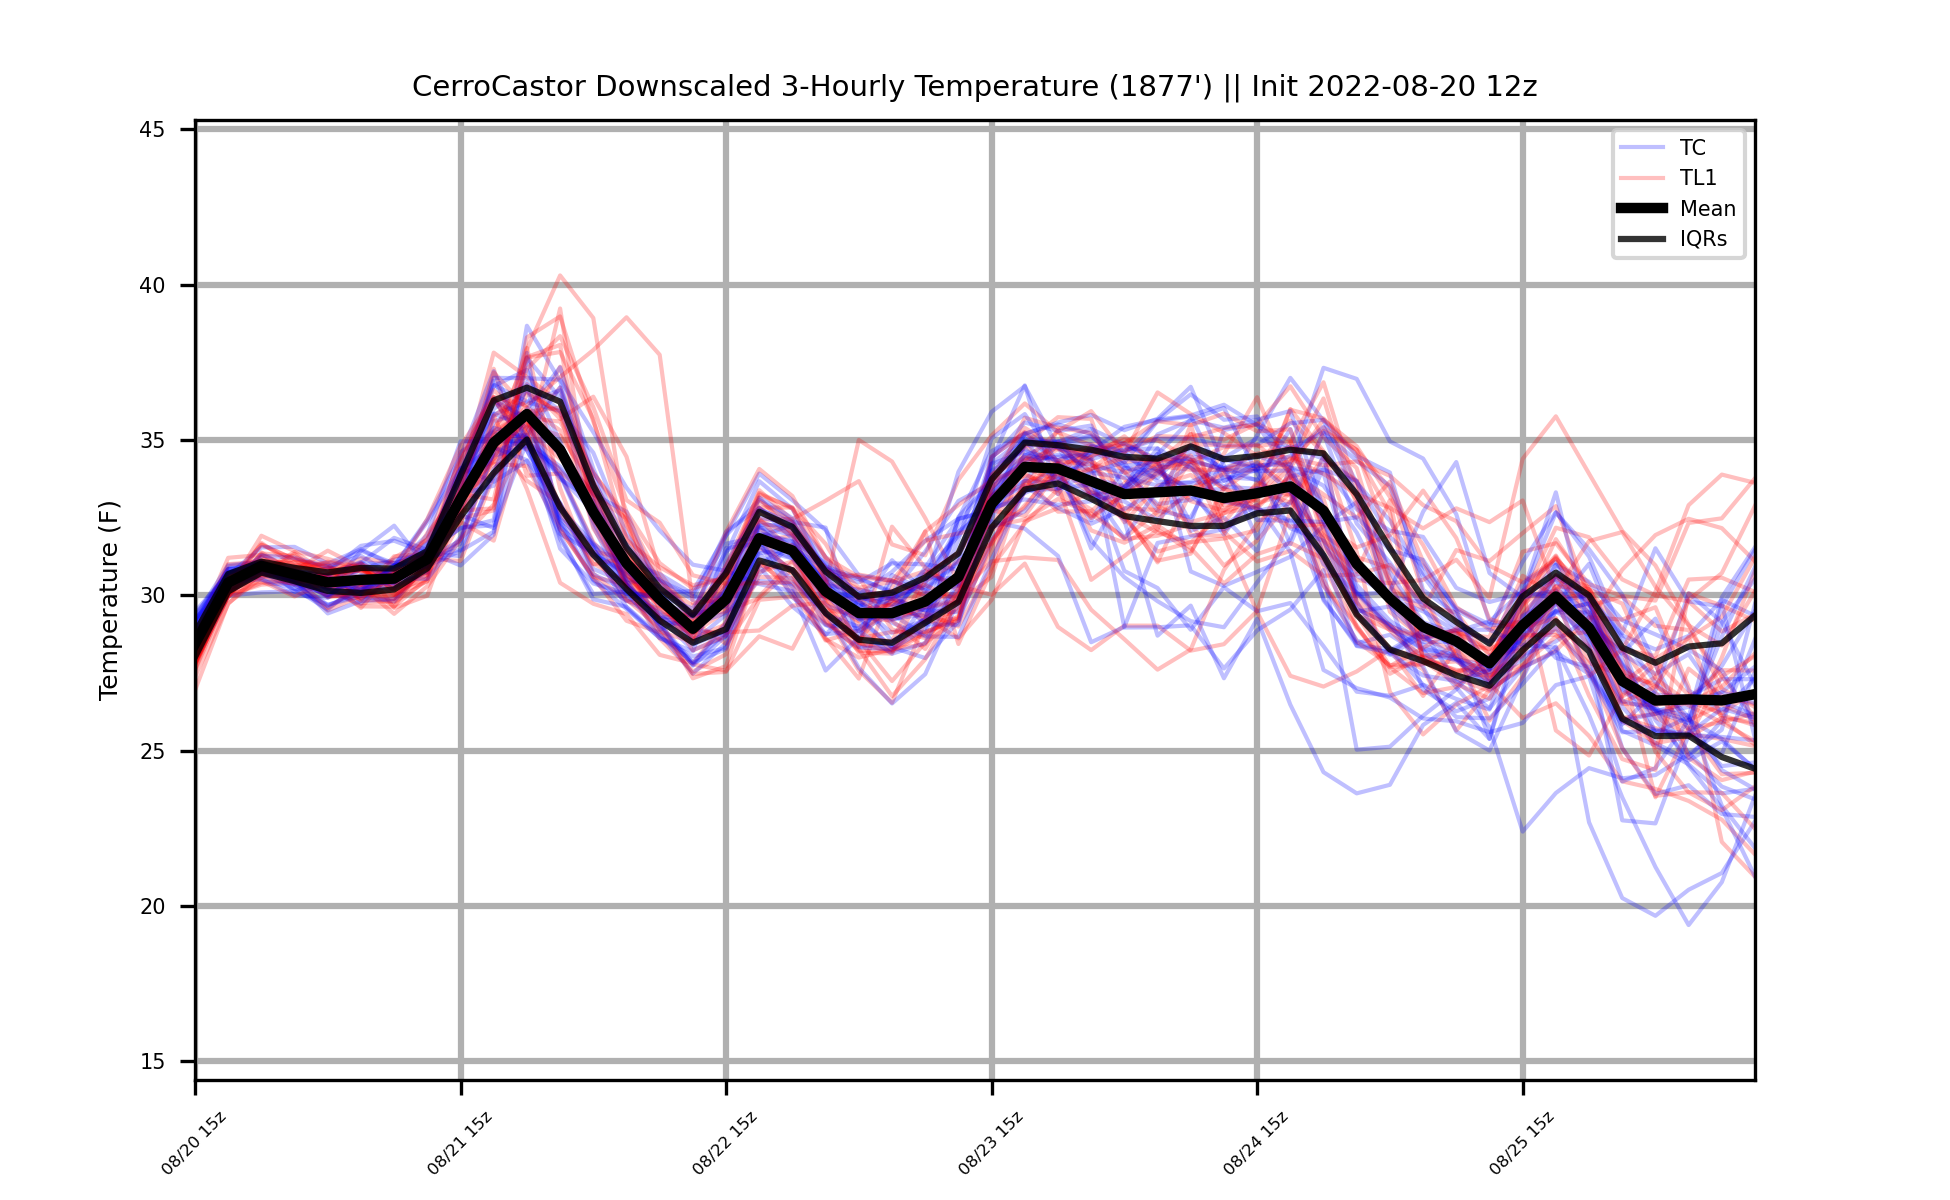 CerroCastor Downscaled 3-Hourly Temperature (1877') || Init 2022-08-20 12z
TC
TL1
Mean
IQRs
Temperature (F)
45
40
35
30
25
20
15
08/20 15z
08/21 15z
08/22 15z
08/23 15z
08/24 15z
08/25 15z